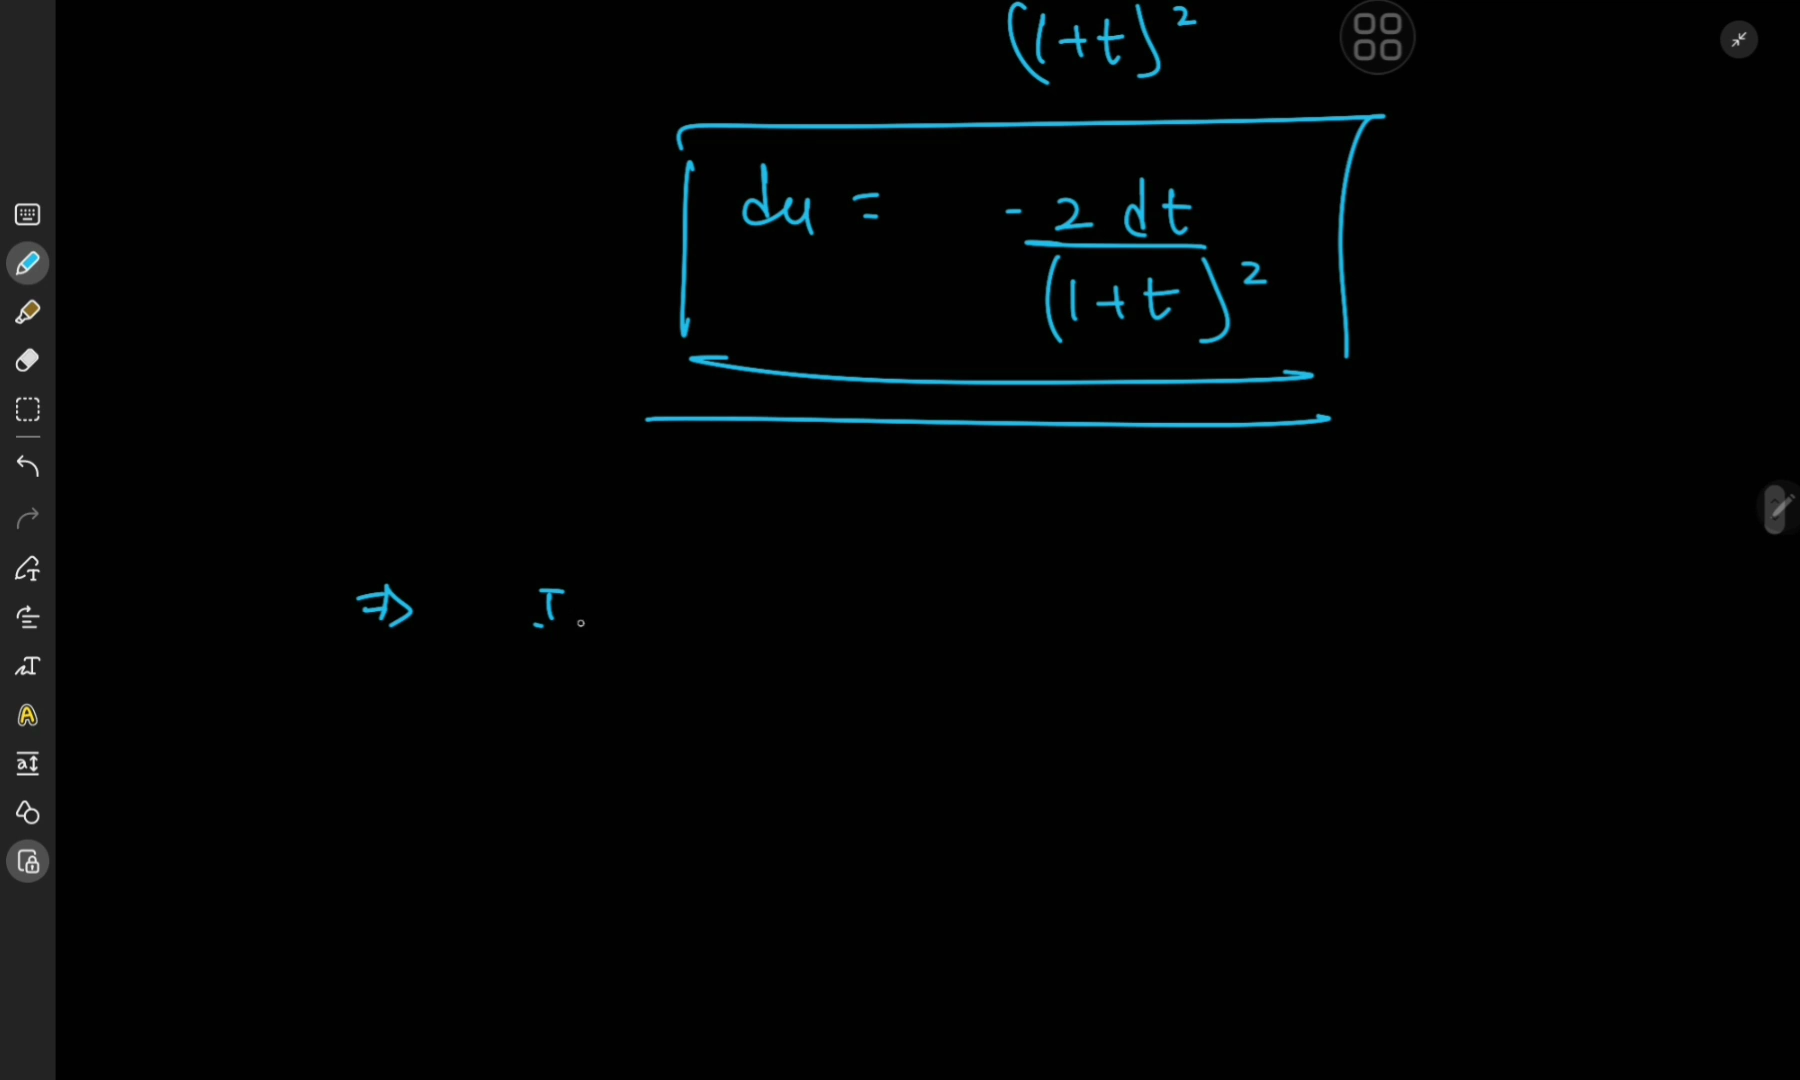 (1+t)²
du = -2 dt
(1+t)²
⇒ I